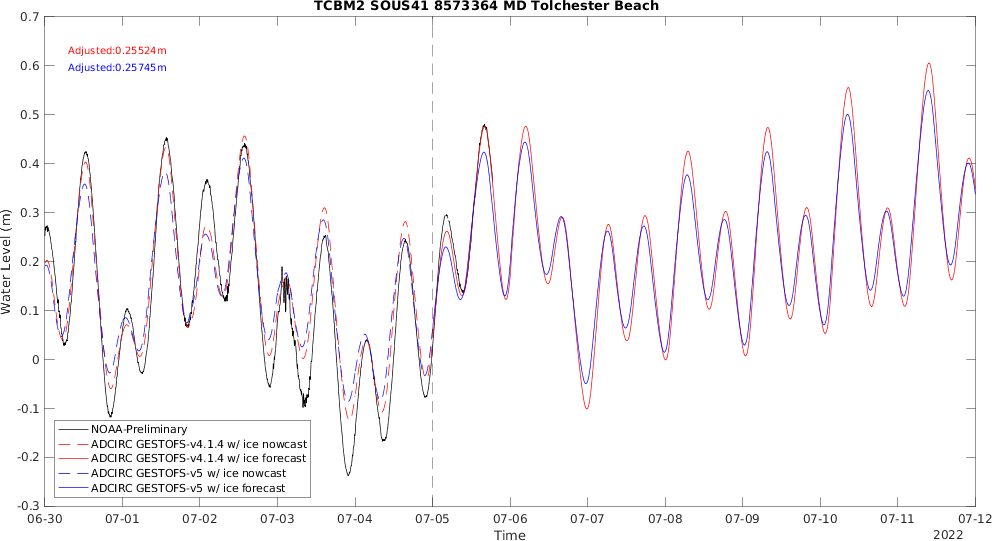 TCBM2 SOUS41 8573364 MD Tolchester Beach
Adjusted:0.25524m
Adjusted:0.25745m
Water Level (m)
0.7
0.6
0.5
0.4
0.3
0.2
0.1
0
-0.1
-0.2
-0.3
NOAA-Preliminary
ADCIRC GESTOFS-v4.1.4 w/ ice nowcast
ADCIRC GESTOFS-v4.1.4 w/ ice forecast
ADCIRC GESTOFS-v5 w/ ice nowcast
ADCIRC GESTOFS-v5 w/ ice forecast
06-30 07-01 07-02 07-03 07-04 07-05 07-06 07-07 07-08 07-09 07-10 07-11 07-12
Time
2022